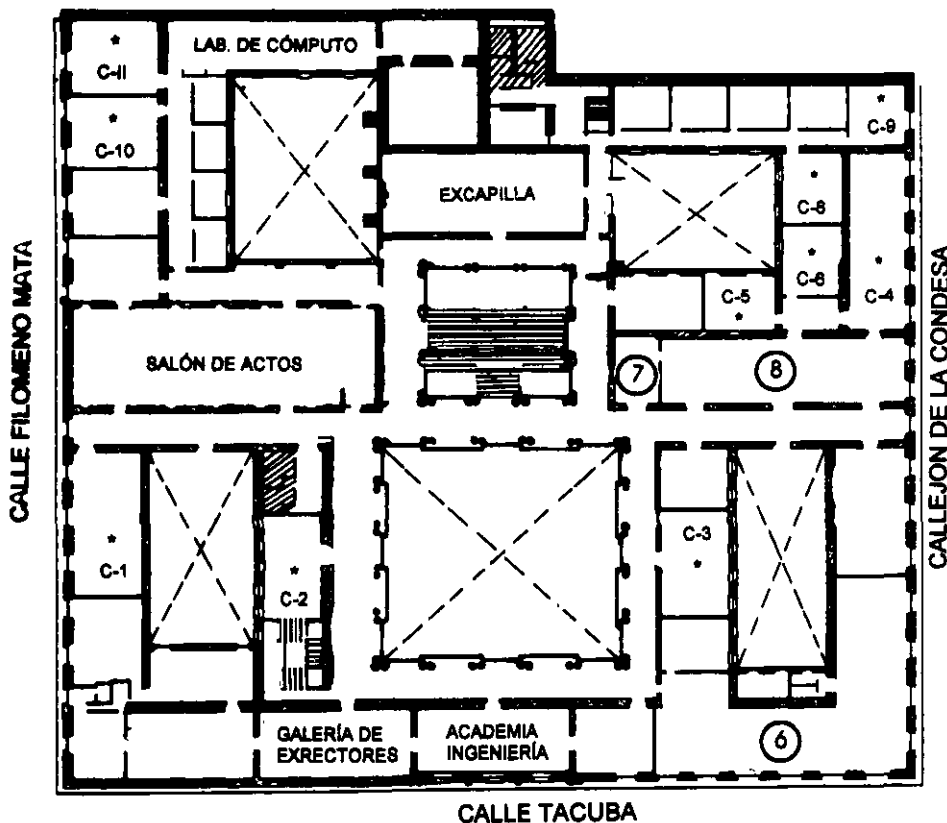 LAB. DE CÓMPUTO
C-11
C-10
C-9
EXCAPILLA
C-8
C-6
C-5
C-4
CALLE FILOMENO MATA
CALLEJON DE LA CONDESA
SALÓN DE ACTOS
7
8
C-1
C-2
C-3
GALERÍA DE
EXRECTORES
ACADEMIA
INGENIERÍA
6
CALLE TACUBA